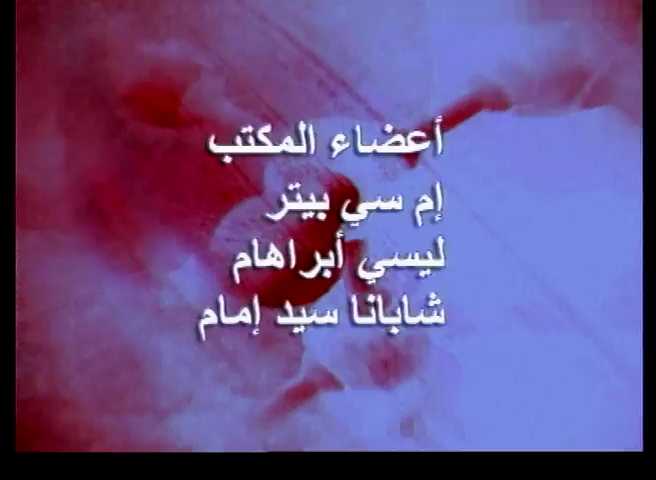 أعضاء المكتب
إم سي بيتر
ليسي أبراهام
شابانا سيد إمام